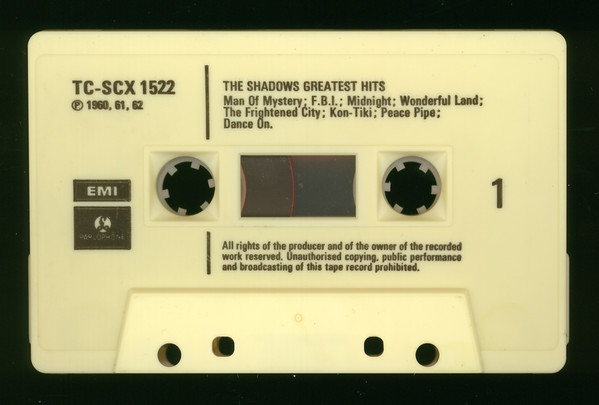 TC-SCX 1522
℗ 1960, 61, 62
THE SHADOWS GREATEST HITS
Man Of Mystery; F.B.I.; Midnight; Wonderful Land;
The Frightened City; Kon-Tiki; Peace Pipe;
Dance On.
EMI
PARLOPHONE
1
All rights of the producer and of the owner of the recorded
work reserved. Unauthorised copying, public performance
and broadcasting of this tape record prohibited.